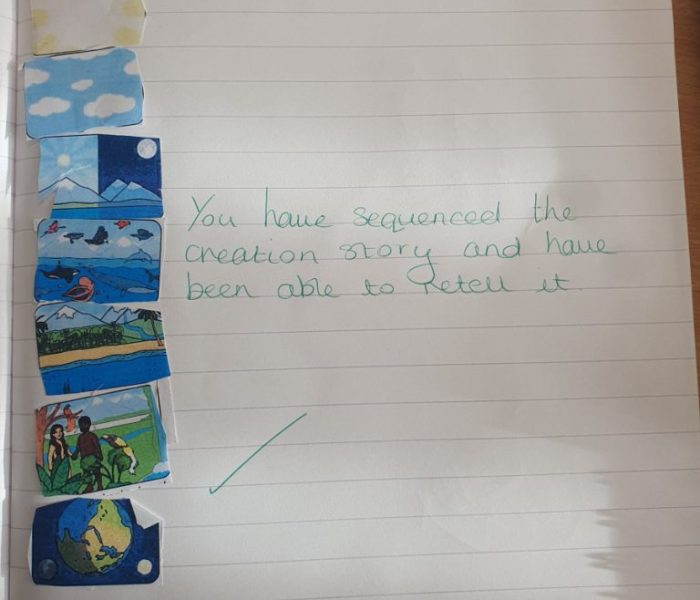 You have sequenced the
creation story and have
been able to retell it.